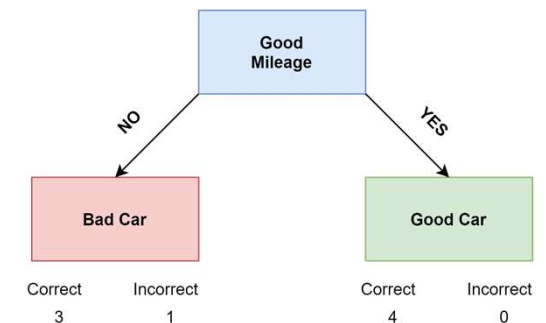 Good
Mileage
NO
YES
Bad Car
Good Car
Correct
Incorrect
Correct
Incorrect
3
1
4
0